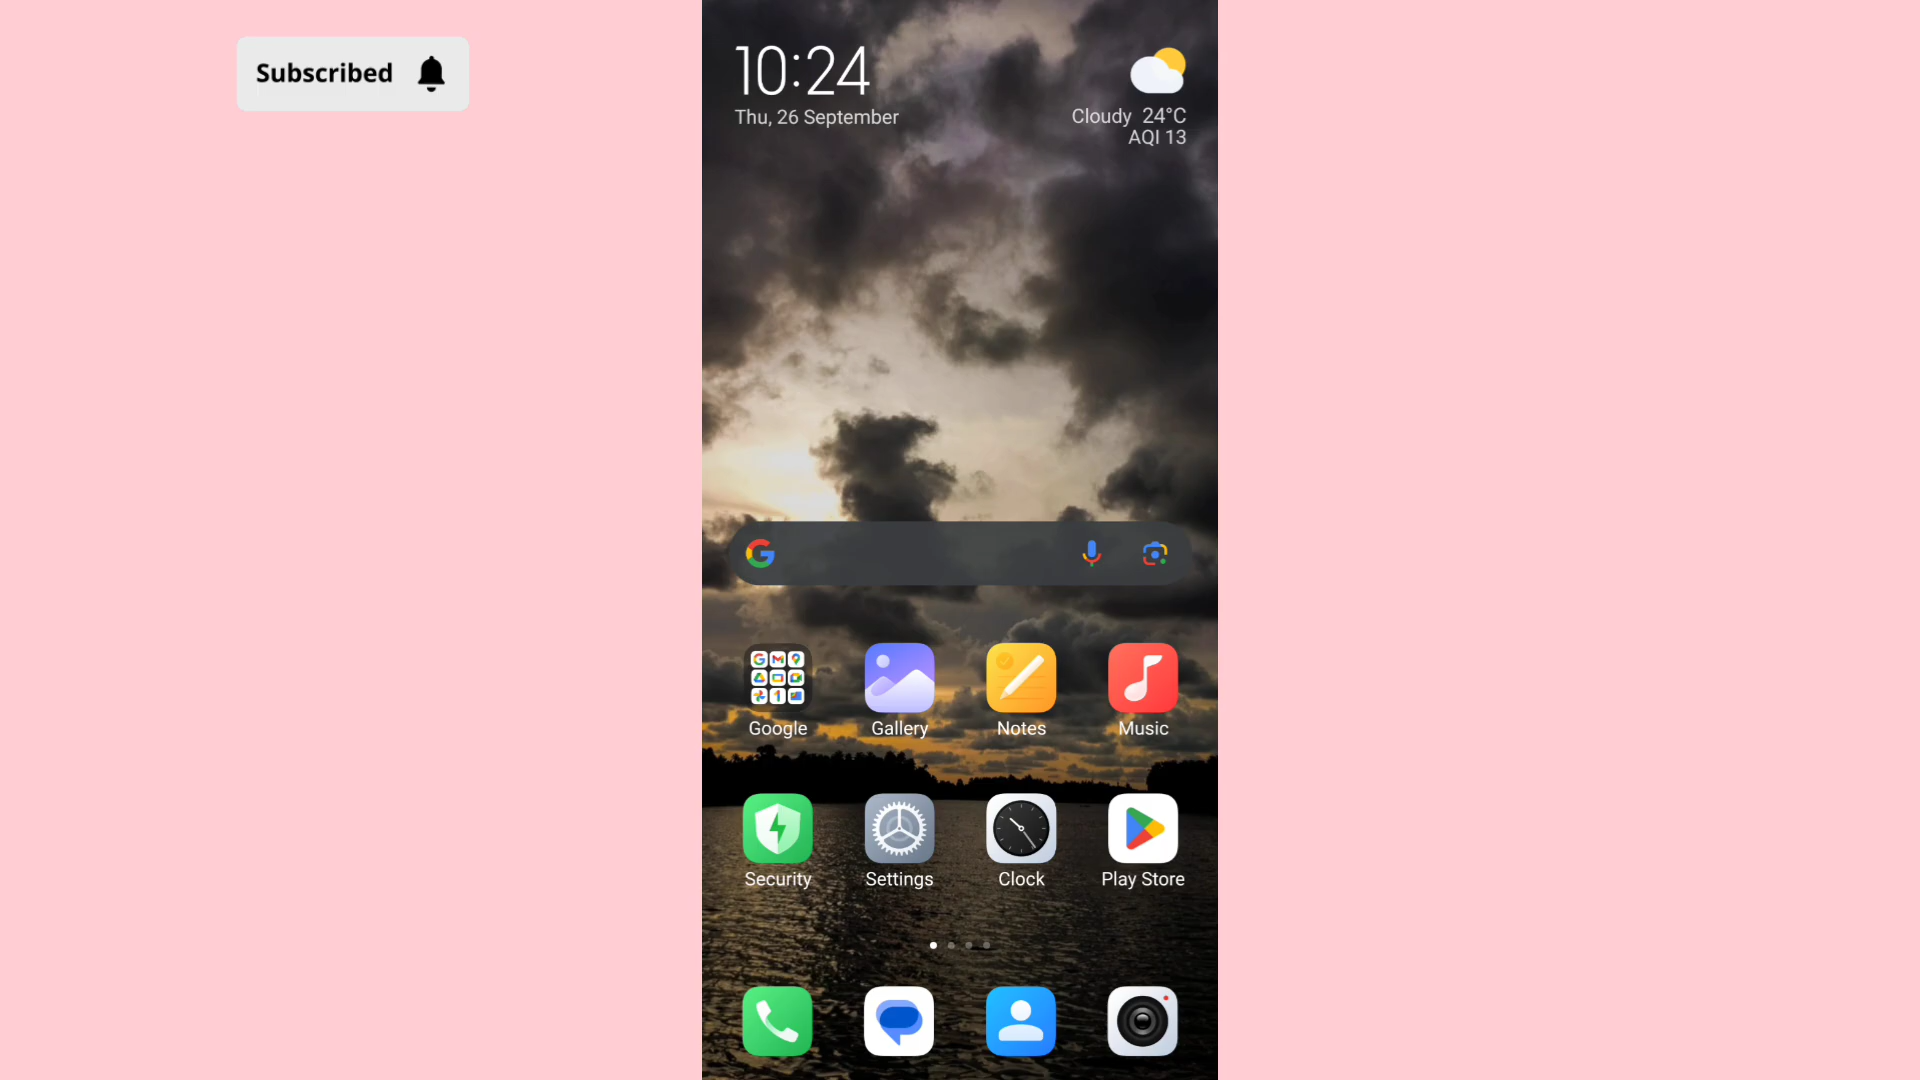 Subscribed
10:24
Thu, 26 September
Cloudy 24°C
AQI 13
Google
Gallery
Notes
Music
Security
Settings
Clock
Play Store